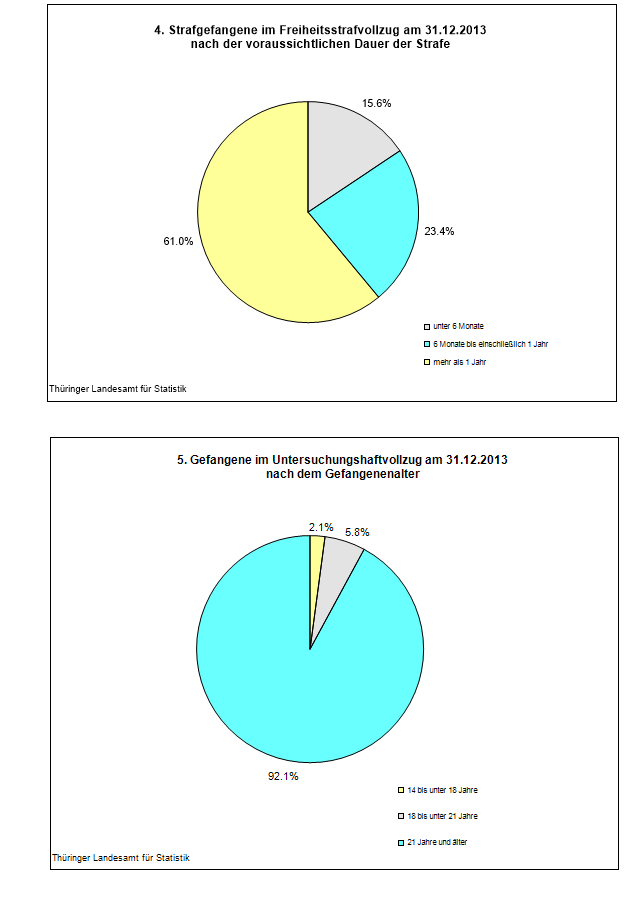 4. Strafgefangene im Freiheitsstrafvollzug am 31.12.2013
nach der voraussichtlichen Dauer der Strafe
15.6%
23.4%
61.0%
unter 6 Monate
6 Monate bis einschließlich 1 Jahr
mehr als 1 Jahr
Thüringer Landesamt für Statistik
5. Gefangene im Untersuchungshaftvollzug am 31.12.2013
nach dem Gefangenenalter
2.1%
5.8%
92.1%
14 bis unter 18 Jahre
18 bis unter 21 Jahre
21 Jahre und älter
Thüringer Landesamt für Statistik